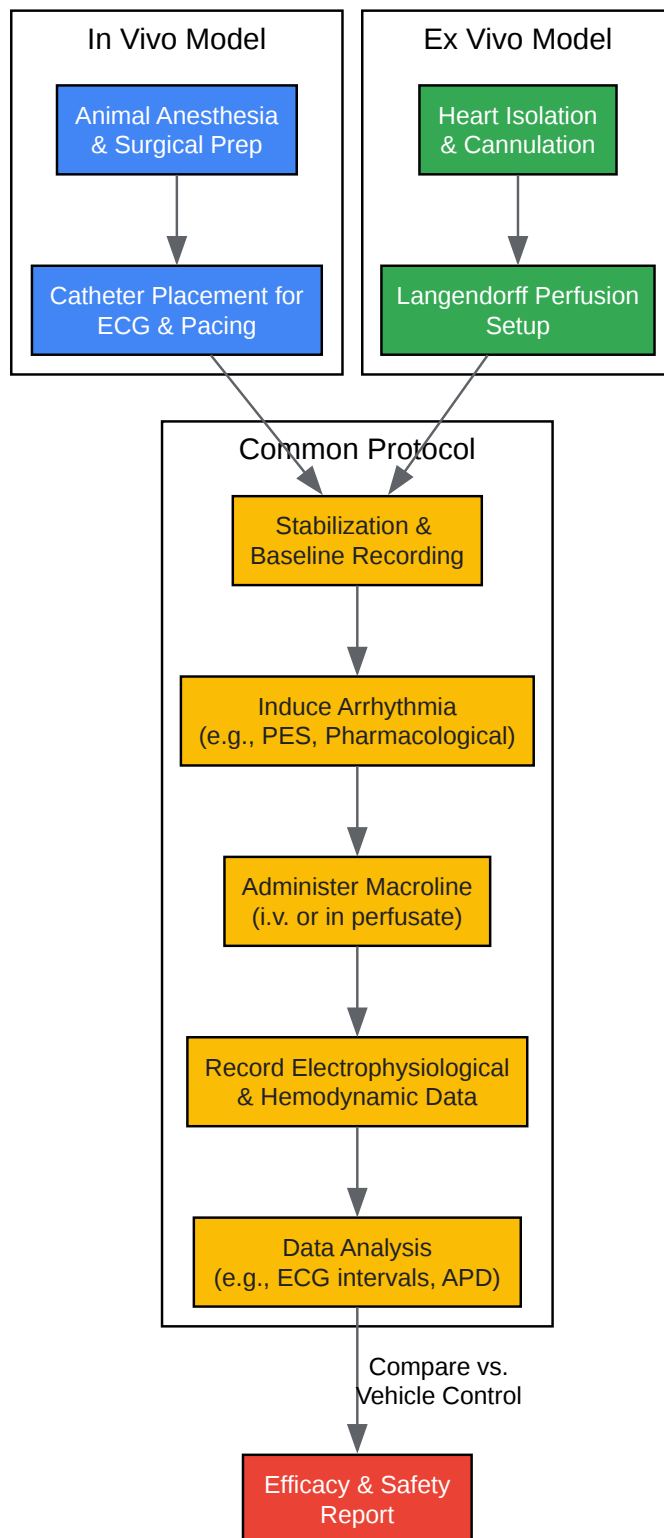 In Vivo Model
Animal Anesthesia
& Surgical Prep
Catheter Placement for
ECG & Pacing
Ex Vivo Model
Heart Isolation
& Cannulation
Langendorff Perfusion
Setup
Common Protocol
Stabilization &
Baseline Recording
Induce Arrhythmia
(e.g., PES, Pharmacological)
Administer Macroline
(i.v. or in perfusate)
Record Electrophysiological
& Hemodynamic Data
Data Analysis
(e.g., ECG intervals, APD)
Compare vs.
Vehicle Control
Efficacy & Safety
Report